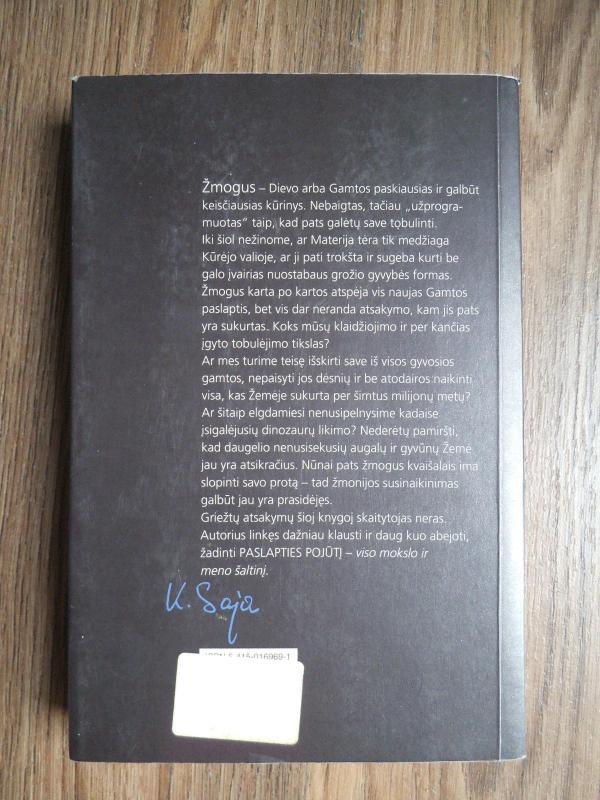 Žmogus – Dievo arba Gamtos paskiausias ir galbūt
keisčiausias kūrinys. Nebaigtas, tačiau „užprogra-
muotas“ taip, kad pats galėtų save tobulinti.
Iki šiol nežinome, ar Materija tėra tik medžiaga
Kūrėjo valioje, ar ji pati trokšta ir sugeba kurti be
galo įvairias nuostabaus grožio gyvybės formas.
Žmogus karta po kartos atspėja vis naujas Gamtos
paslaptis, bet vis dar neranda atsakymo, kam jis pats
yra sukurtas. Koks mūsų klaidžiojimo ir per kančias
įgyto tobulėjimo tikslas?
Ar mes turime teisę išskirti save iš visos gyvosios
gamtos, nepaisyti jos dėsnių ir be atodairos naikinti
visa, kas Žemėje sukurta per šimtus milijonų metų?
Ar šitaip elgdamiesi nenusipelnysime kadaise
įsigalėjusių dinozaurų likimo? Nederėtų pamiršti,
kad daugelio nenusisekusių augalų ir gyvūnų Žemė
jau yra atsikračius. Nūnai pats žmogus kvaišalais ima
slopinti savo protą – tad žmonijos susinaikinimas
galbūt jau yra prasidėjęs.
Griežtų atsakymų šioj knygoj skaitytojas neras.
Autorius linkęs dažniau klausti ir daug kuo abejoti,
žadinti PASLAPTIES POJŪTĮ – viso mokslo ir
meno šaltinį.
K. Saja
ISBN 5-415-016969-1